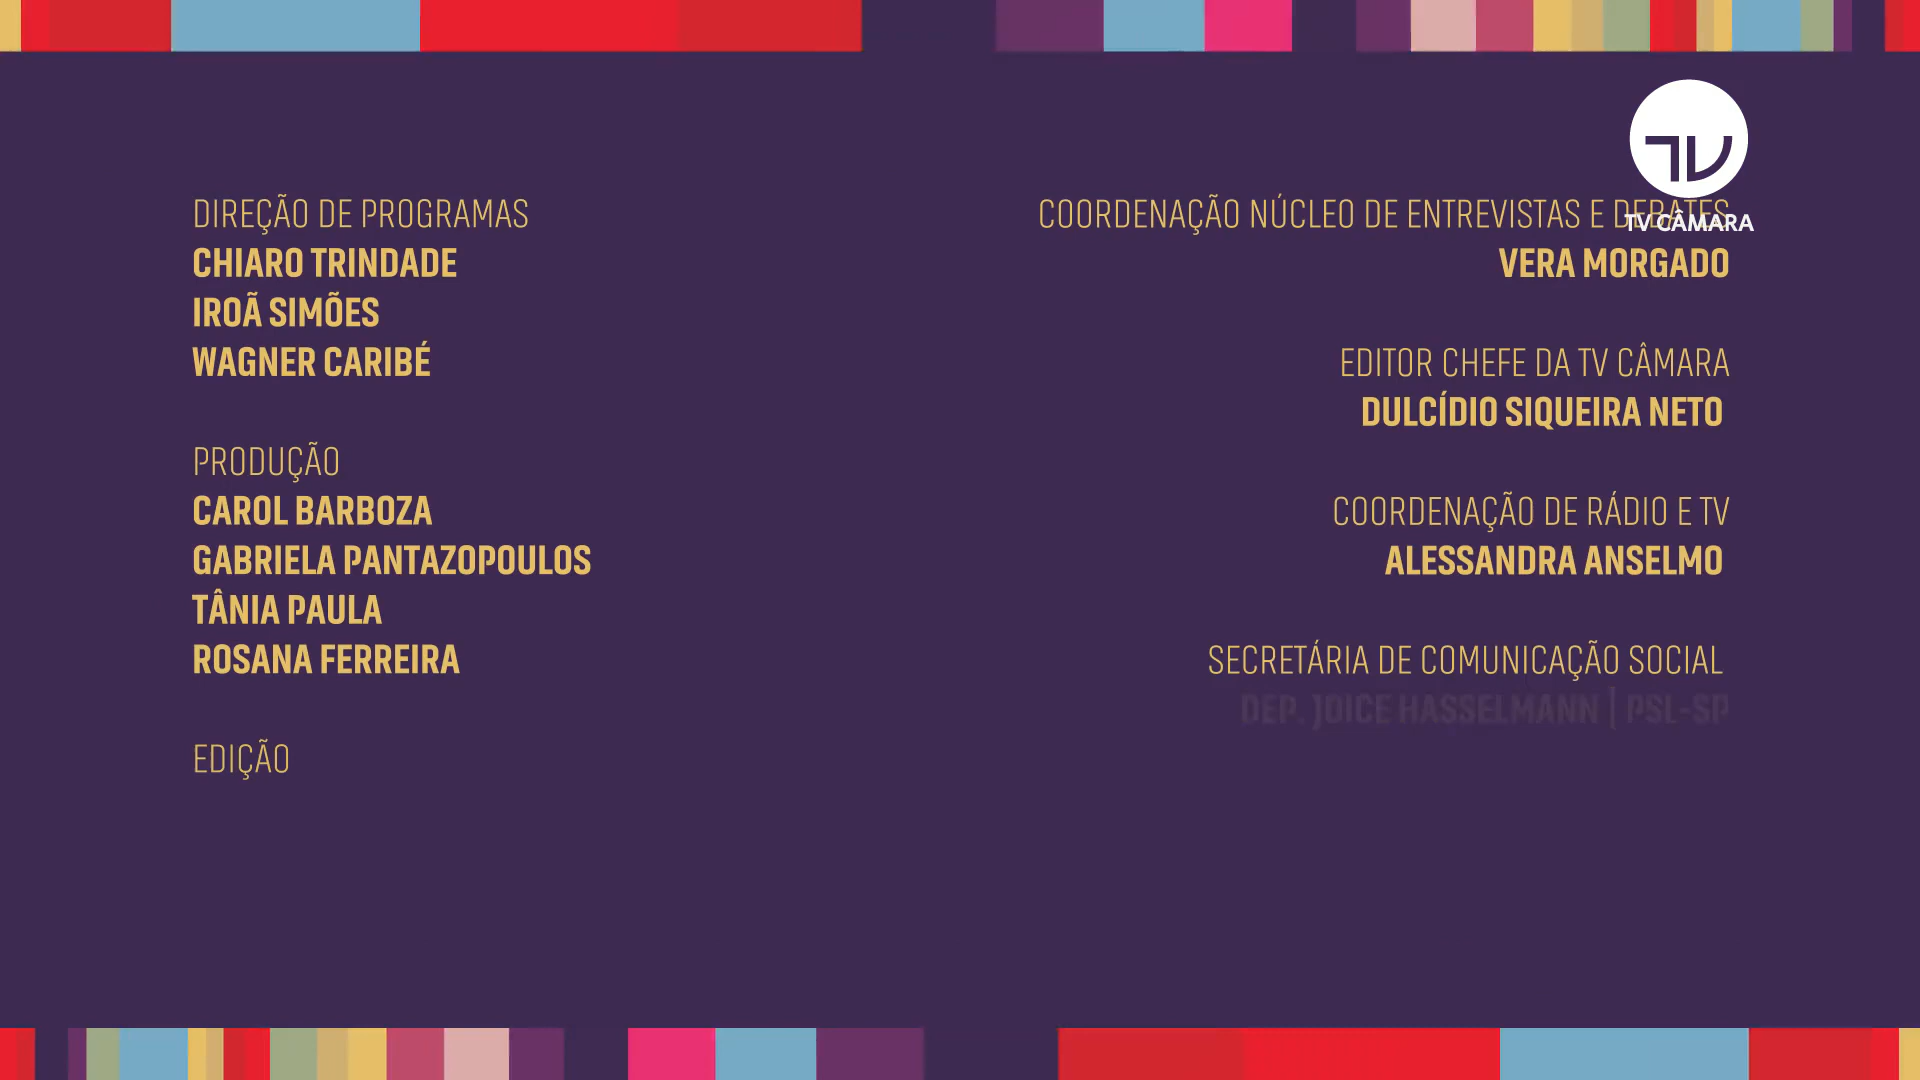 DIREÇÃO DE PROGRAMAS
CHIARO TRINDADE
IROÃ SIMÕES
WAGNER CARIBÉ
PRODUÇÃO
CAROL BARBOZA
GABRIELA PANTAZOPOULOS
TÂNIA PAULA
ROSANA FERREIRA
EDIÇÃO
TV
TV CÂMARA
COORDENAÇÃO NÚCLEO DE ENTREVISTAS E DEBATES
VERA MORGADO
EDITOR CHEFE DA TV CÂMARA
DULCÍDIO SIQUEIRA NETO
COORDENAÇÃO DE RÁDIO E TV
ALESSANDRA ANSELMO
SECRETÁRIA DE COMUNICAÇÃO SOCIAL
DEP. JOICE HASSELMANN | PSL-SP